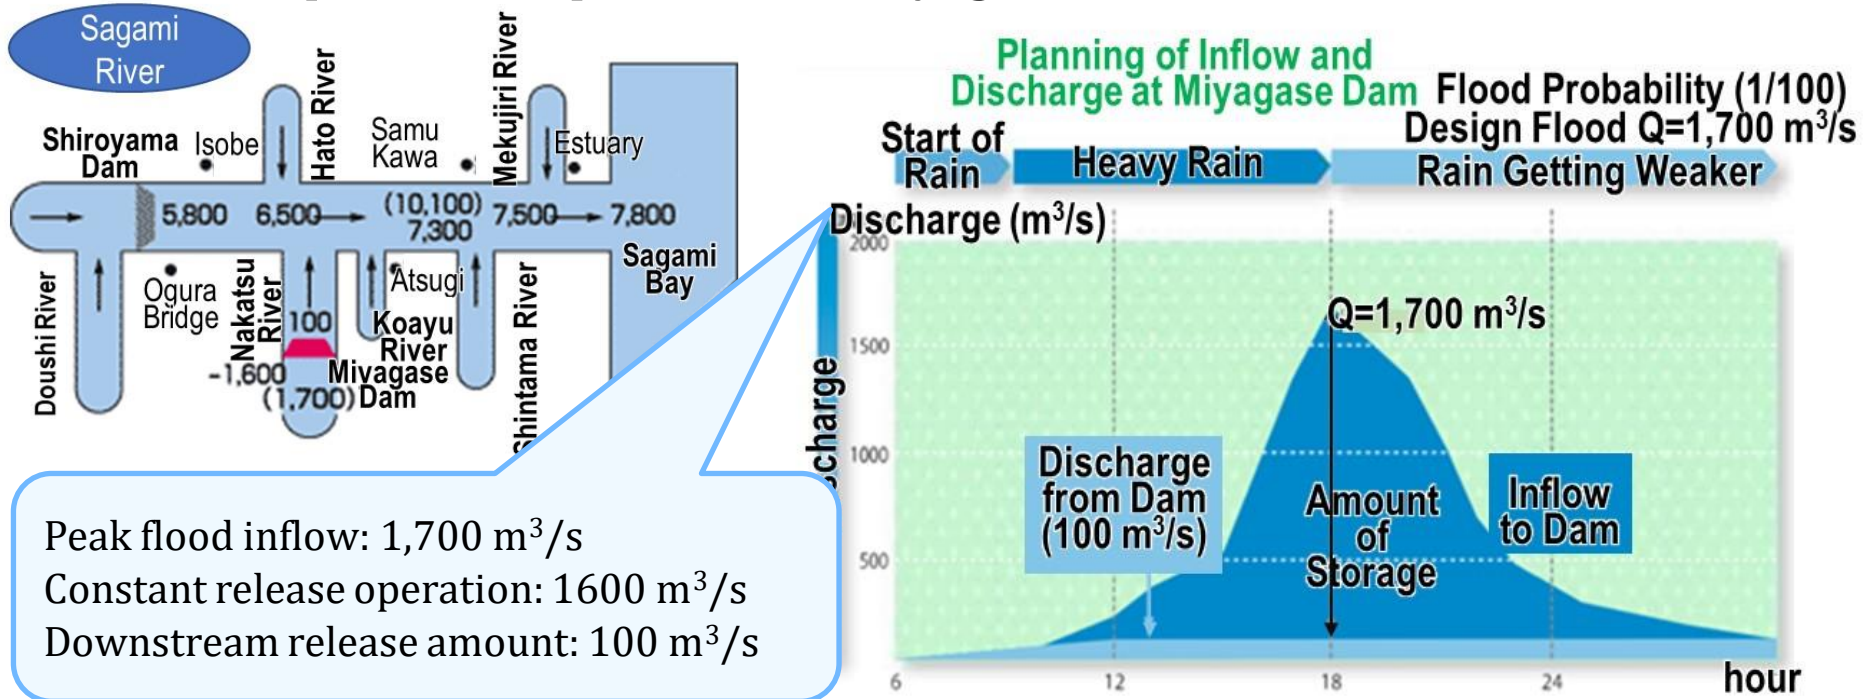 Sagami
River
Shiroyama
Dam
Isobe
Hato River
Samu
Kawa
Mekujiri River
Estuary
5,800
6,500
(10,100)
7,300
7,500
7,800
Sagami
Bay
Doushi River
Ogura
Bridge
Nakatsu
River
100
-1,600
(1,700)
Miyagase
Dam
Koayu
River
Atsugi
Shintama River
Peak flood inflow: 1,700 m³/s
Constant release operation: 1600 m³/s
Downstream release amount: 100 m³/s
Planning of Inflow and
Discharge at Miyagase Dam
Flood Probability (1/100)
Design Flood Q=1,700 m³/s
Start of
Rain
Heavy Rain
Rain Getting Weaker
Discharge (m³/s)
2000
1500
1000
500
scharge
Q=1,700 m³/s
Discharge
from Dam
(100 m³/s)
Amount
of
Storage
Inflow
to Dam
6
12
18
24
hour